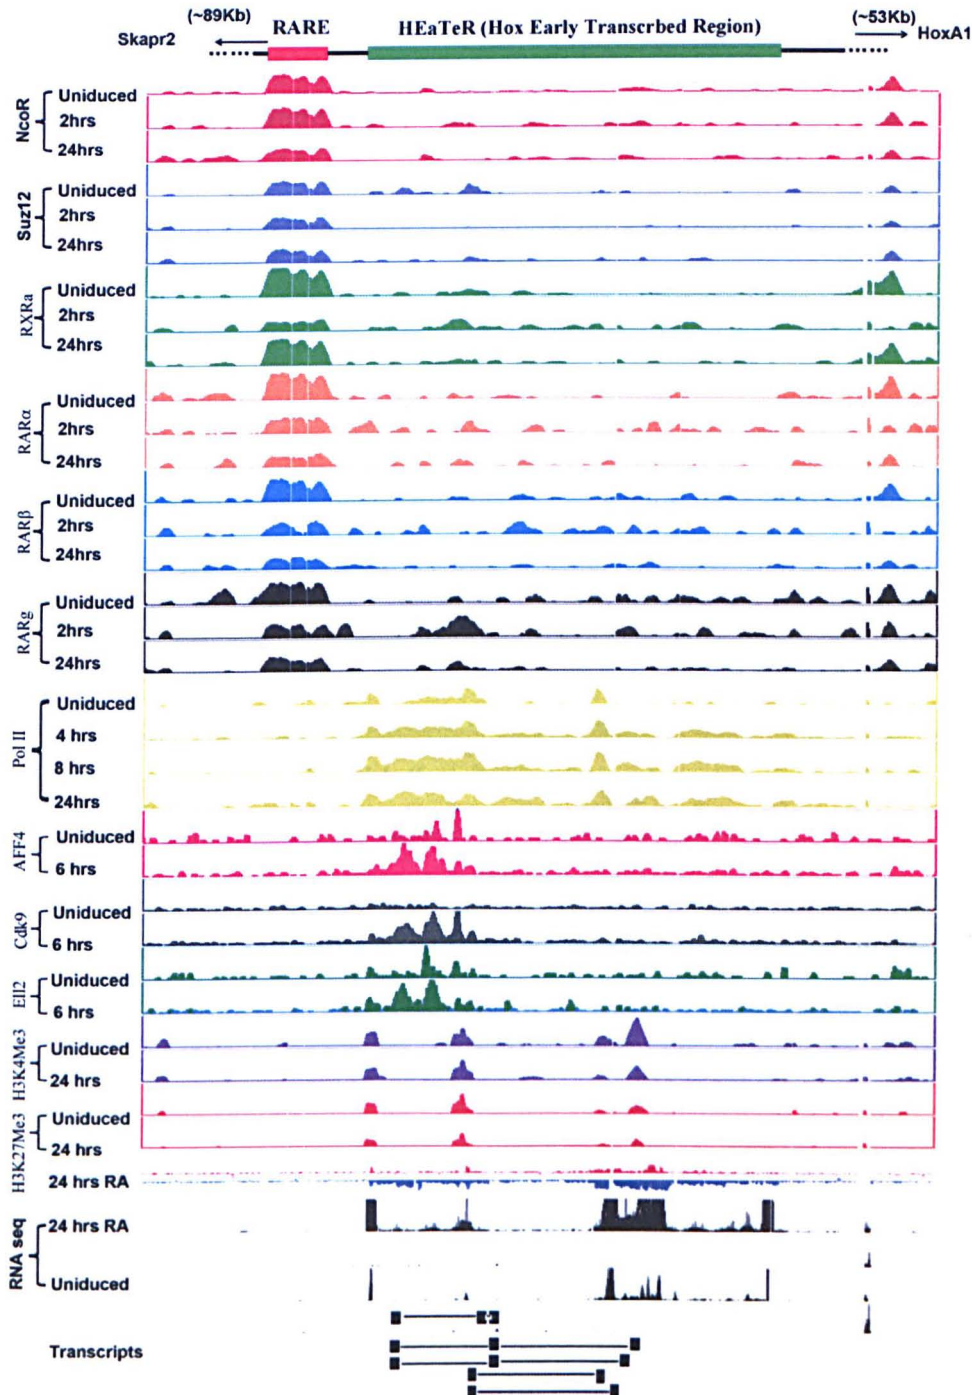 (~89Kb) RARE HEaTeR (Hox Early Transcrbed Region) (~53Kb)
Skapr2 HoxA1
NcoR
Uniduced
2hrs
24hrs
Suz12
Uniduced
2hrs
24hrs
RXRa
Uniduced
2hrs
24hrs
RARα
Uniduced
2hrs
24hrs
RARβ
Uniduced
2hrs
24hrs
RARg
Uniduced
2hrs
24hrs
Pol II
Uniduced
4 hrs
8 hrs
24hrs
AFF4
Uniduced
6 hrs
Cdk9
Uniduced
6 hrs
Ell2
Uniduced
6 hrs
H3K4Me3
Uniduced
24 hrs
H3K27Me3
Uniduced
24 hrs
24 hrs RA
RNA seq
24 hrs RA
Uniduced
Transcripts